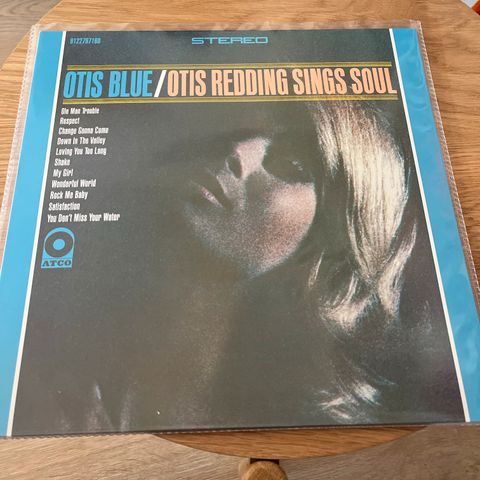 8122797180
STEREO
OTIS BLUE/OTIS REDDING SINGS SOUL
Ole Man Trouble
Respect
Change Gonna Come
Down In The Valley
Loving You Too Long
Shake
My Girl
Wonderful World
Rock Me Baby
Satisfaction
You Don't Miss Your Water
ATCO